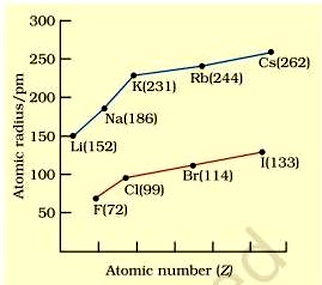 300
250
200
150
100
50
Atomic radius/pm
Cs(262)
Rb(244)
K(231)
Na(186)
Li(152)
I(133)
Br(114)
Cl(99)
F(72)
Atomic number (Z)